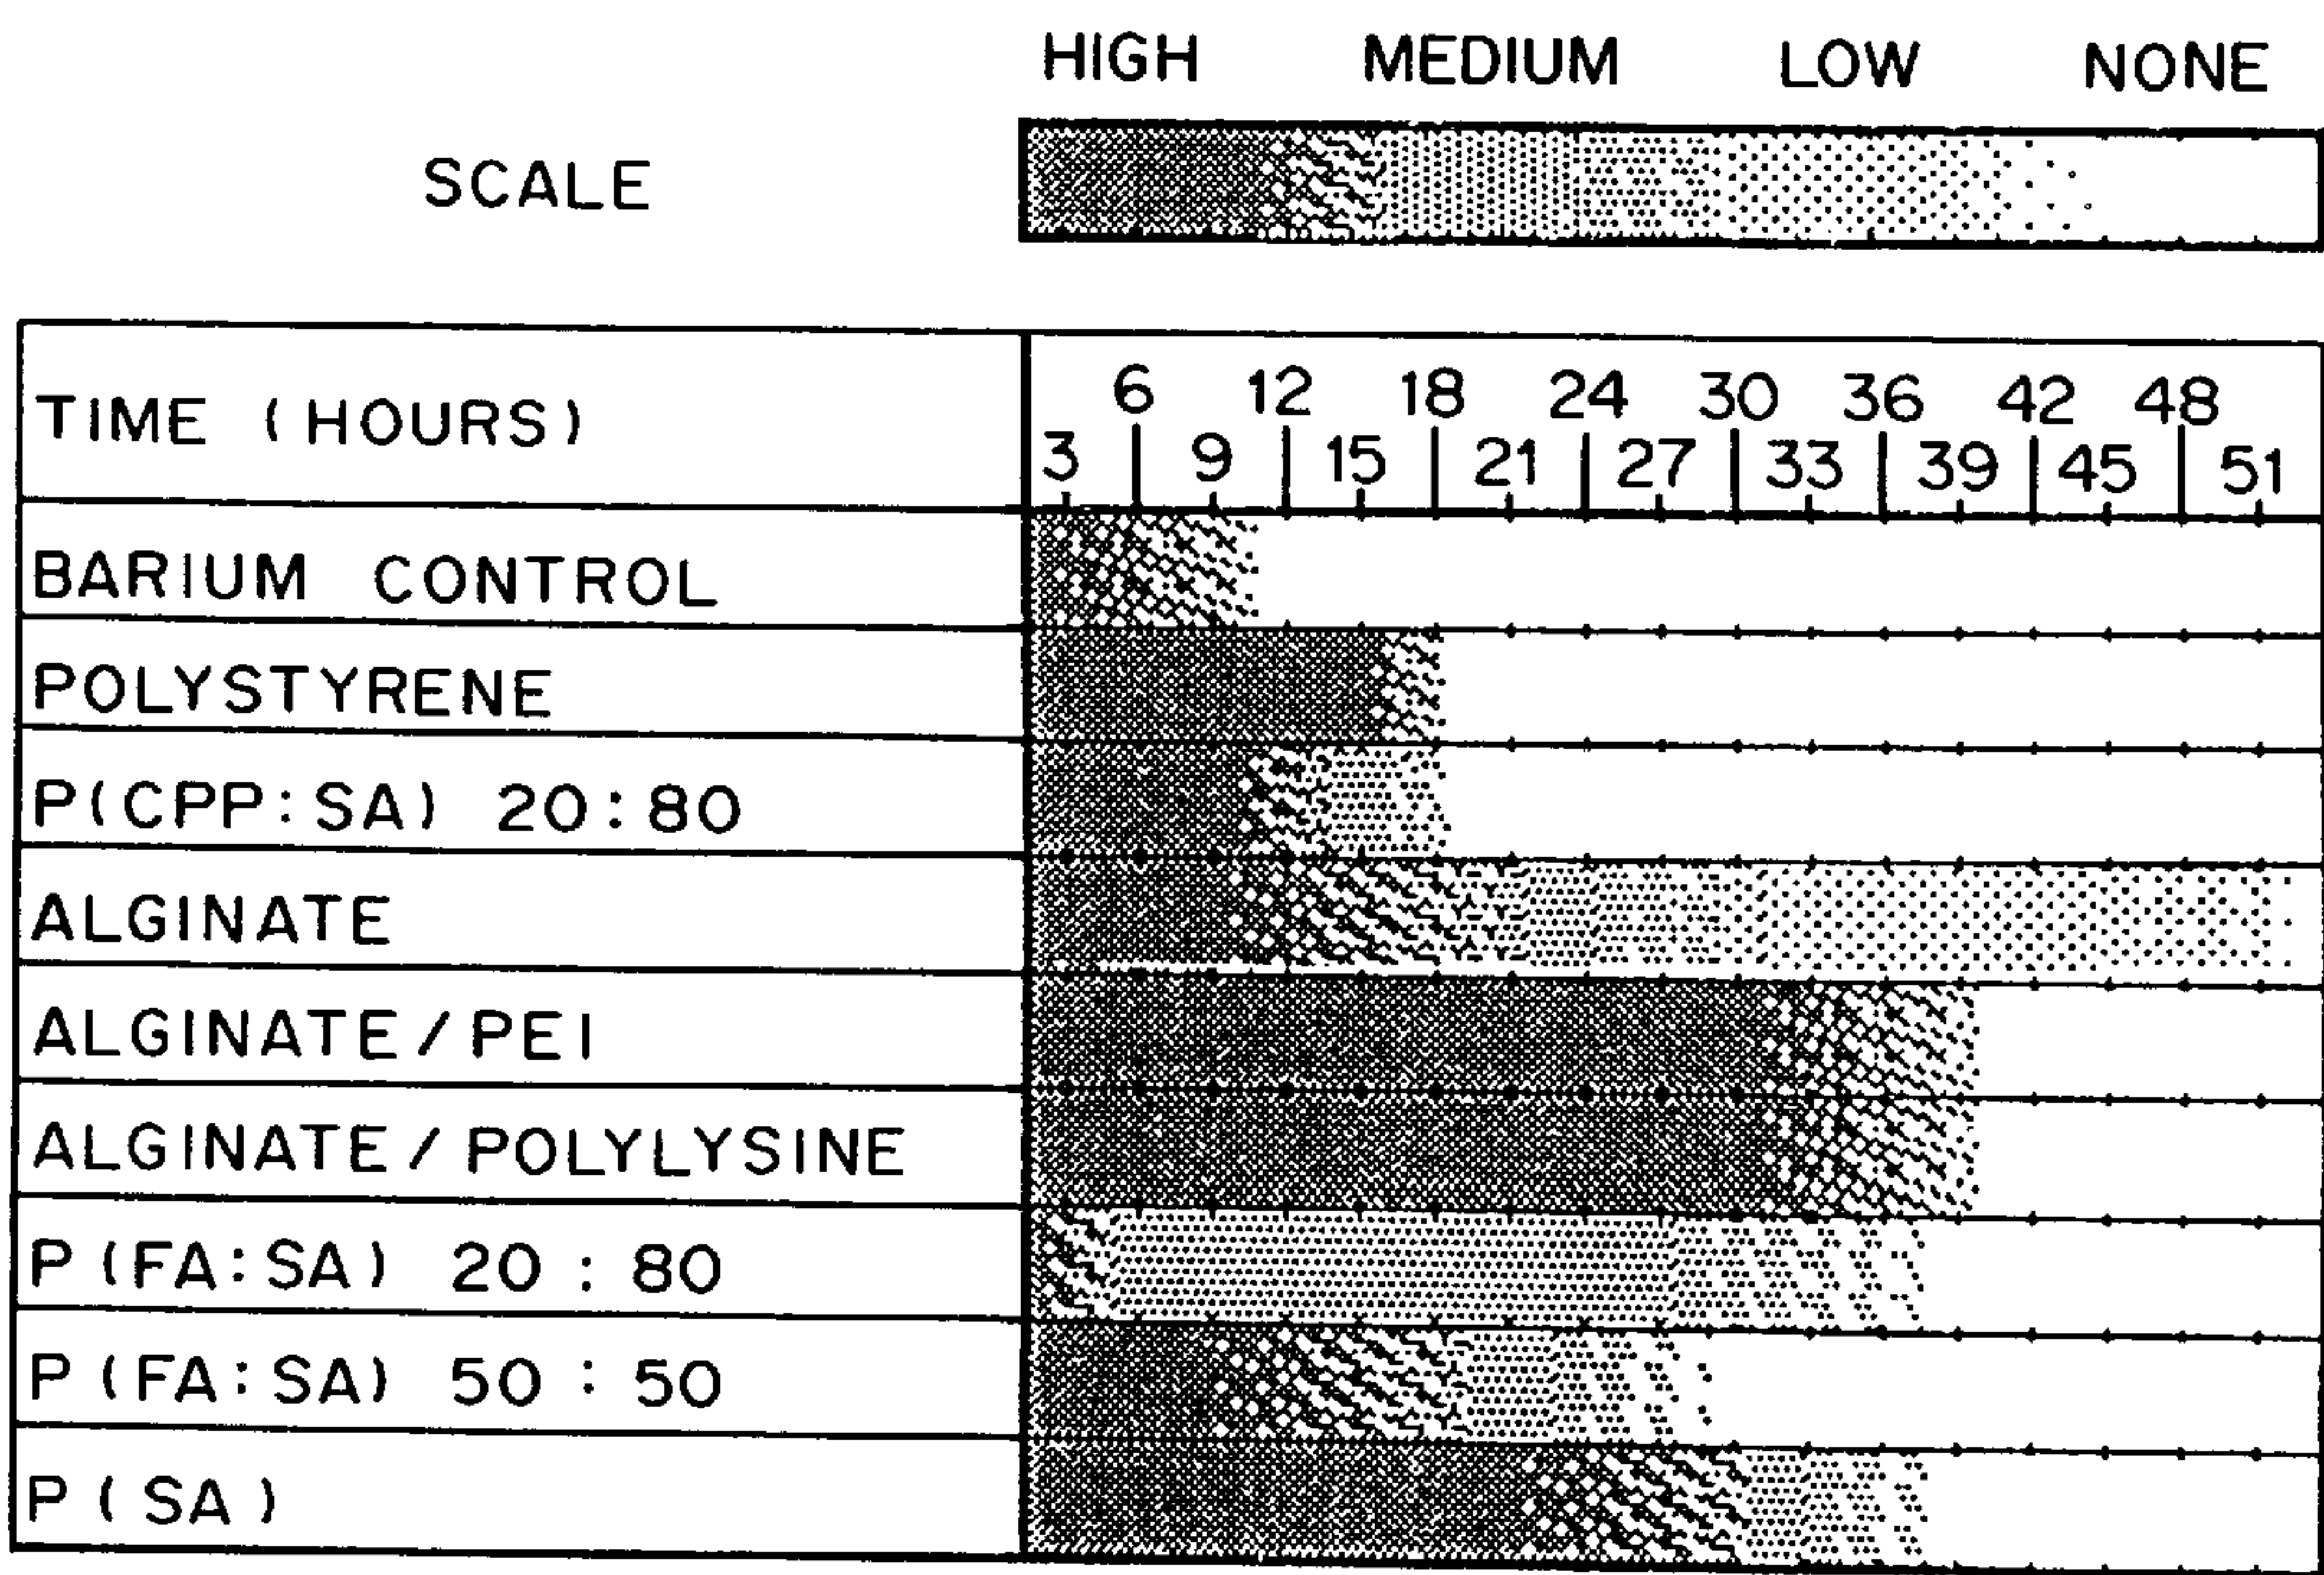 HIGH MEDIUM LOW NONE
SCALE
6 12 18 24 30 36 42 48
TIME (HOURS)
3 9 15 21 27 33 39 45 51
BARIUM CONTROL
POLYSTYRENE
P(CPP:SA) 20:80
ALGINATE
ALGINATE / PEI
ALGINATE / POLYLYSINE
P (FA:SA) 20 : 80
P (FA:SA) 50 : 50
P (SA)